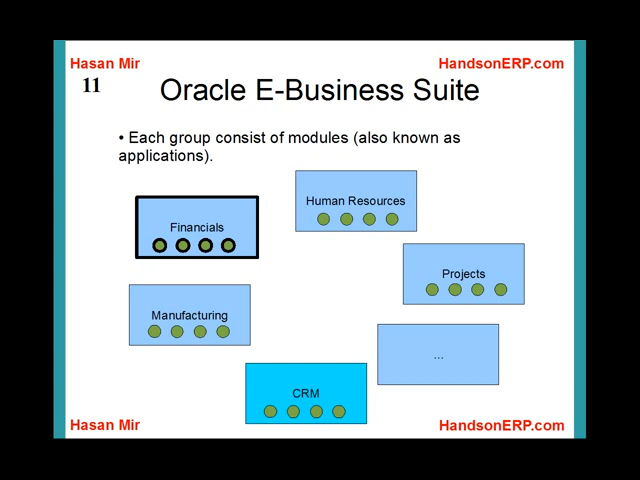 Hasan Mir
HandsonERP.com
11
Oracle E-Business Suite
• Each group consist of modules (also known as
applications).
Human Resources
Financials
Projects
Manufacturing
...
CRM
Hasan Mir
HandsonERP.com